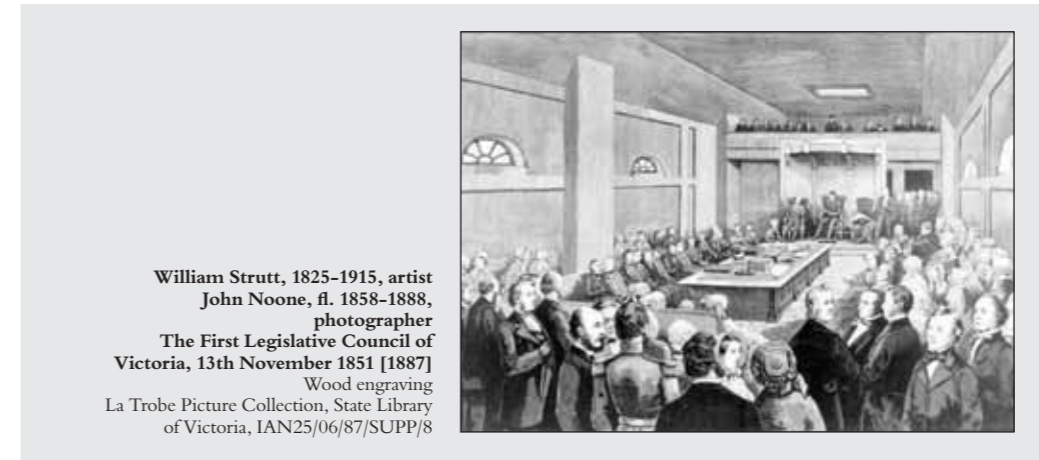 William Strutt, 1825-1915, artist
John Noone, fl. 1858-1888,
photographer
The First Legislative Council of
Victoria, 13th November 1851 [1887]
Wood engraving
La Trobe Picture Collection, State Library
of Victoria, IAN25/06/87/SUPP/8